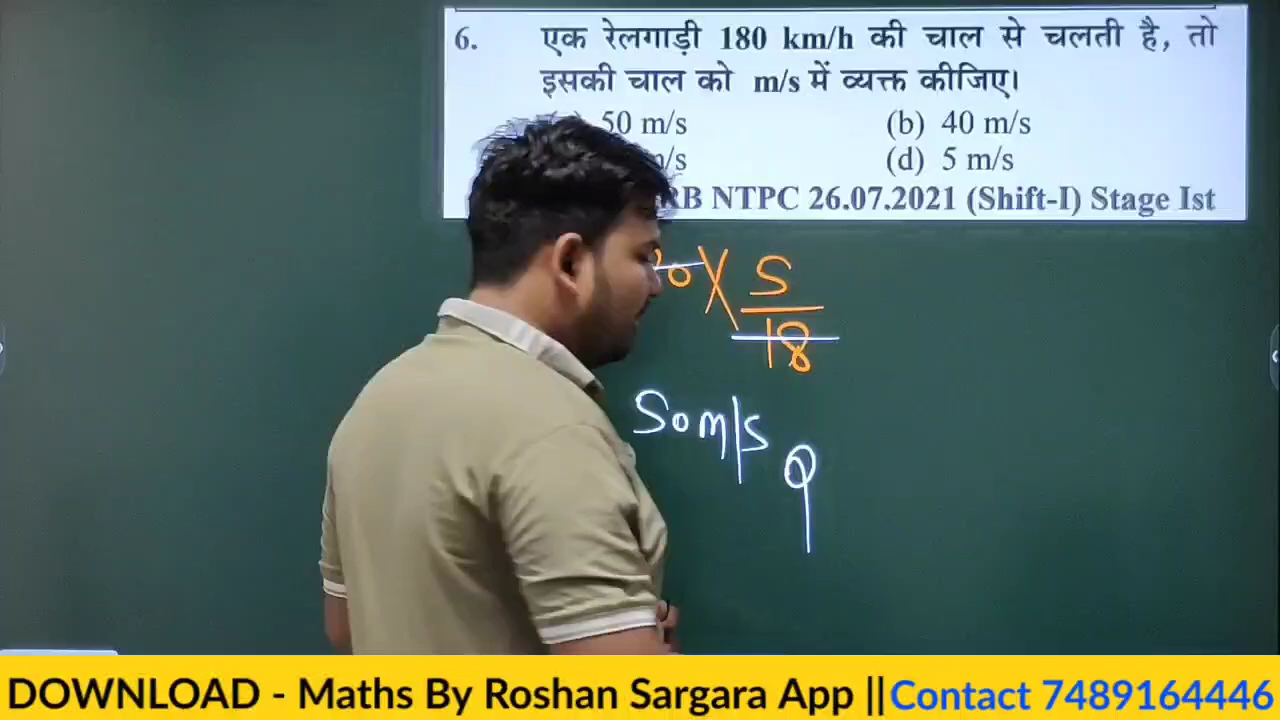 6. एक रेलगाड़ी 180 km/h की चाल से चलती है, तो
इसकी चाल को m/s में व्यक्त कीजिए।
50 m/s (b) 40 m/s
(d) 5 m/s
NTPC 26.07.2021 (Shift-I) Stage Ist
X 5
18
50 m/s
DOWNLOAD - Maths By Roshan Sargara App || Contact 7489164446